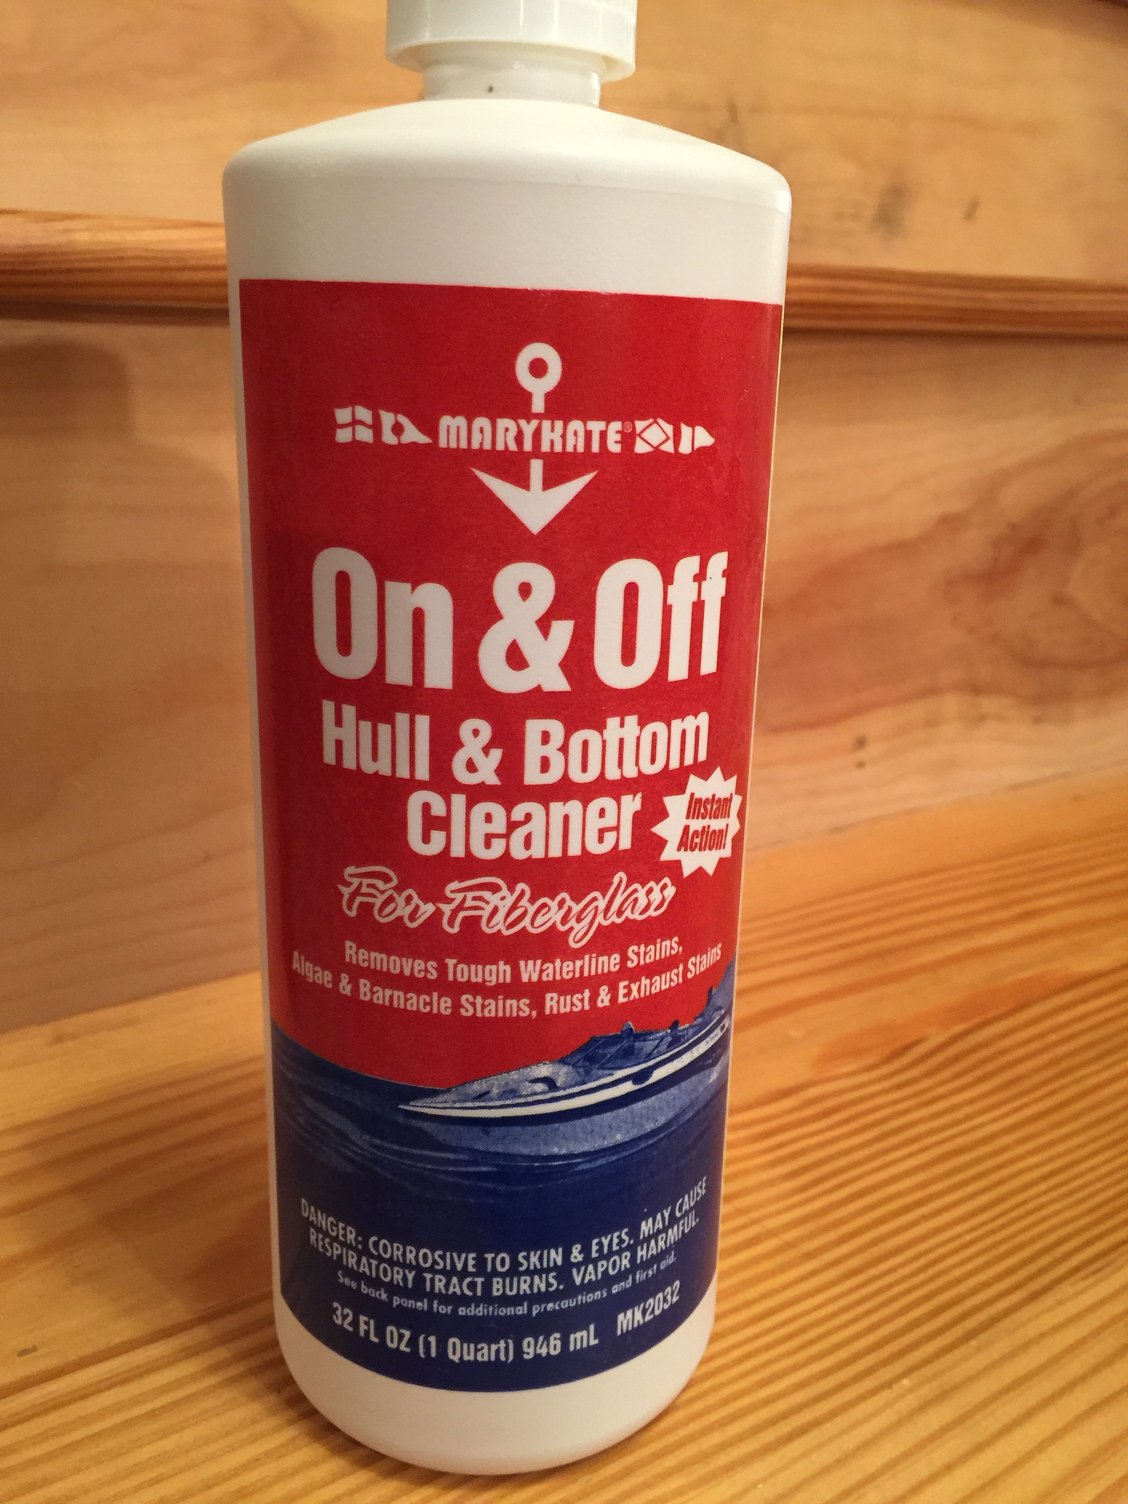 MARYKATE®
On & Off
Hull & Bottom
Cleaner
Instant
Action!
For Fiberglass
Removes Tough Waterline Stains,
Algae & Barnacle Stains, Rust & Exhaust Stains
DANGER: CORROSIVE TO SKIN & EYES. MAY CAUSE
RESPIRATORY TRACT BURNS. VAPOR HARMFUL.
See back panel for additional precautions and first aid.
32 FL OZ (1 Quart) 946 mL MK2032